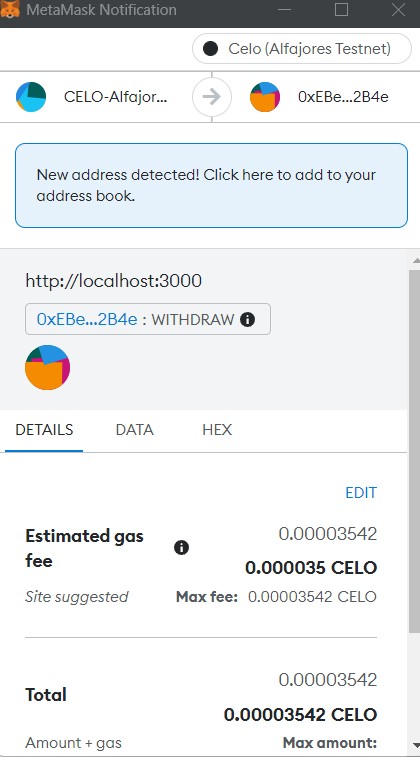 MetaMask Notification
Celo (Alfajores Testnet)
CELO-Alfajor... 0xEBe...2B4e
New address detected! Click here to add to your
address book.
http://localhost:3000
0xEBe...2B4e : WITHDRAW
DETAILS DATA HEX
EDIT
Estimated gas
fee
0.00003542
0.000035 CELO
Site suggested Max fee: 0.00003542 CELO
0.00003542
Total
0.00003542 CELO
Amount + gas Max amount: